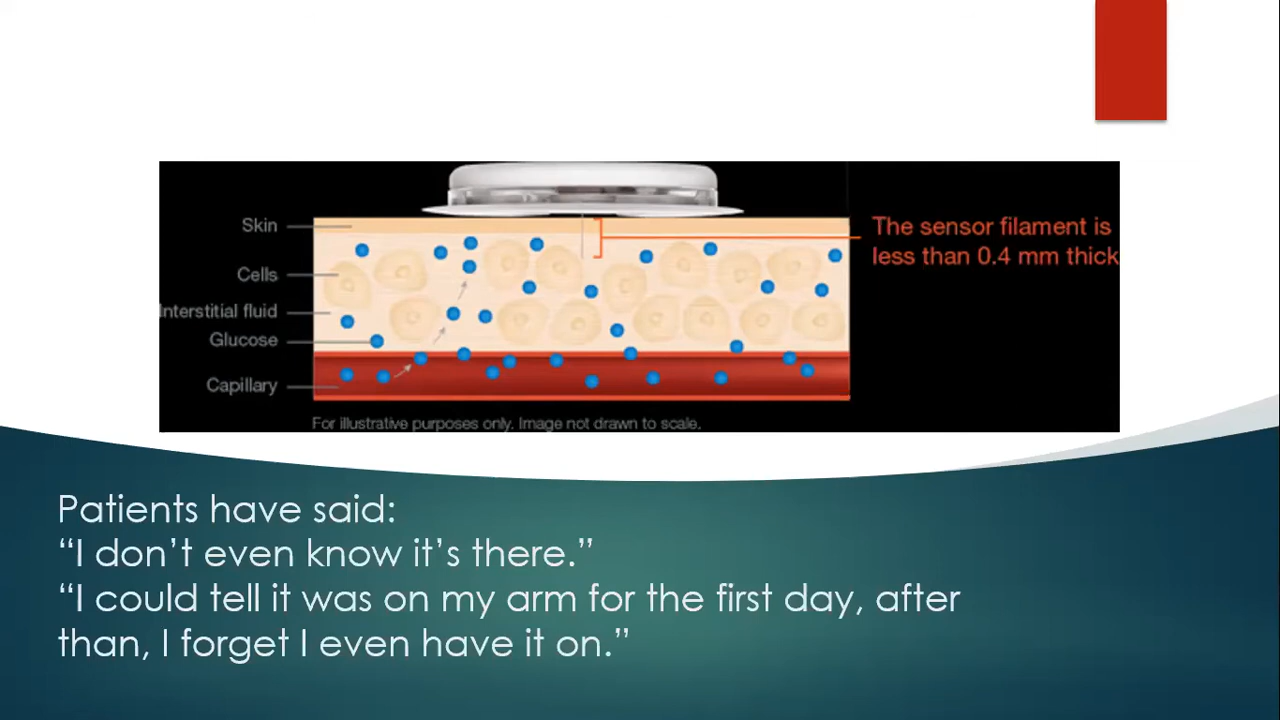 Skin
The sensor filament is
less than 0.4 mm thick
Cells
Interstitial fluid
Glucose
Capillary
For illustrative purposes only. Image not drawn to scale.
Patients have said:
“I don’t even know it’s there.”
“I could tell it was on my arm for the first day, after
than, I forget I even have it on.”